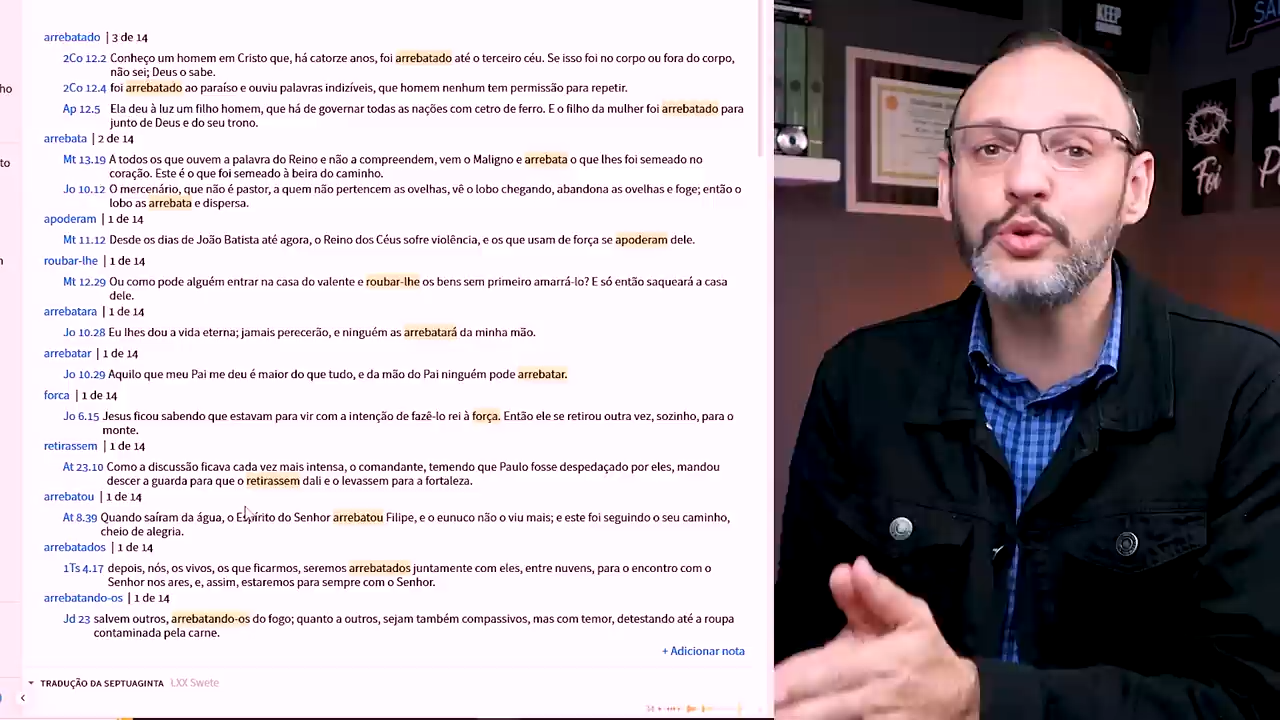 arrebatado | 3 de 14
2Co 12.2 Conheço um homem em Cristo que, há catorze anos, foi arrebatado até o terceiro céu. Se isso foi no corpo ou fora do corpo,
não sei; Deus o sabe.
2Co 12.4 foi arrebatado ao paraíso e ouviu palavras indizíveis, que homem nenhum tem permissão para repetir.
Ap 12.5 Ela deu à luz um filho homem, que há de governar todas as nações com cetro de ferro. E o filho da mulher foi arrebatado para
junto de Deus e do seu trono.
arrebata | 2 de 14
Mt 13.19 A todos os que ouvem a palavra do Reino e não a compreendem, vem o Maligno e arrebata o que lhes foi semeado no
coração. Este é o que foi semeado à beira do caminho.
Jo 10.12 O mercenário, que não é pastor, a quem não pertencem as ovelhas, vê o lobo chegando, abandona as ovelhas e foge; então o
lobo as arrebata e dispersa.
apoderam | 1 de 14
Mt 11.12 Desde os dias de João Batista até agora, o Reino dos Céus sofre violência, e os que usam de força se apoderam dele.
roubar-lhe | 1 de 14
Mt 12.29 Ou como pode alguém entrar na casa do valente e roubar-lhe os bens sem primeiro amarrá-lo? E só então saqueará a casa
dele.
arrebatara | 1 de 14
Jo 10.28 Eu lhes dou a vida eterna; jamais perecerão, e ninguém as arrebatará da minha mão.
arrebatar | 1 de 14
Jo 10.29 Aquilo que meu Pai me deu é maior do que tudo, e da mão do Pai ninguém pode arrebatar.
forca | 1 de 14
Jo 6.15 Jesus ficou sabendo que estavam para vir com a intenção de fazê-lo rei à força. Então ele se retirou outra vez, sozinho, para o
monte.
retirassem | 1 de 14
At 23.10 Como a discussão ficava cada vez mais intensa, o comandante, temendo que Paulo fosse despedaçado por eles, mandou
descer a guarda para que o retirassem dali e o levassem para a fortaleza.
arrebatou | 1 de 14
At 8.39 Quando saíram da água, o Espírito do Senhor arrebatou Filipe, e o eunuco não o viu mais; e este foi seguindo o seu caminho,
cheio de alegria.
arrebatados | 1 de 14
1Ts 4.17 depois, nós, os vivos, os que ficarmos, seremos arrebatados juntamente com eles, entre nuvens, para o encontro com o
Senhor nos ares, e, assim, estaremos para sempre com o Senhor.
arrebatando-os | 1 de 14
Jd 23 salvem outros, arrebatando-os do fogo; quanto a outros, sejam também compassivos, mas com temor, detestando até a roupa
contaminada pela carne.
+ Adicionar nota
TRADUÇÃO DA SEPTUAGINTA LXX Swete
ho
to
KEEP
Foi